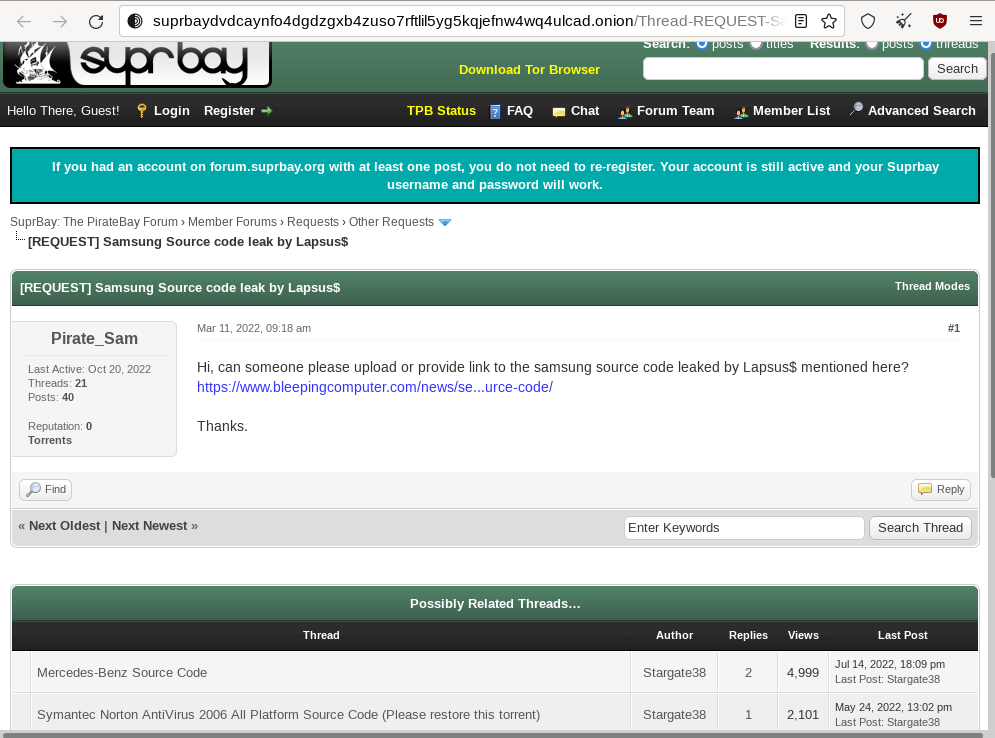 suprbaydvdcaynfo4dgdzgxb4zuso7rftlil5yg5kqjefnw4wq4ulcad.onion/Thread-REQUEST-Sa
suprbay
Search: posts titles Results: posts threads
Download Tor Browser
Search
Hello There, Guest! Login Register TPB Status FAQ Chat Forum Team Member List Advanced Search
If you had an account on forum.suprbay.org with at least one post, you do not need to re-register. Your account is still active and your Suprbay
username and password will work.
SuprBay: The PirateBay Forum › Member Forums › Requests › Other Requests
[REQUEST] Samsung Source code leak by Lapsus$
[REQUEST] Samsung Source code leak by Lapsus$ Thread Modes
Pirate_Sam
Last Active: Oct 20, 2022
Threads: 21
Posts: 40
Reputation: 0
Torrents
Mar 11, 2022, 09:18 am #1
Hi, can someone please upload or provide link to the samsung source code leaked by Lapsus$ mentioned here?
https://www.bleepingcomputer.com/news/se...urce-code/
Thanks.
Find Reply
« Next Oldest | Next Newest » Enter Keywords Search Thread
Possibly Related Threads…
Thread Author Replies Views Last Post
Mercedes-Benz Source Code Stargate38 2 4,999 Jul 14, 2022, 18:09 pm
Last Post: Stargate38
Symantec Norton AntiVirus 2006 All Platform Source Code (Please restore this torrent) Stargate38 1 2,101 May 24, 2022, 13:02 pm
Last Post: Stargate38